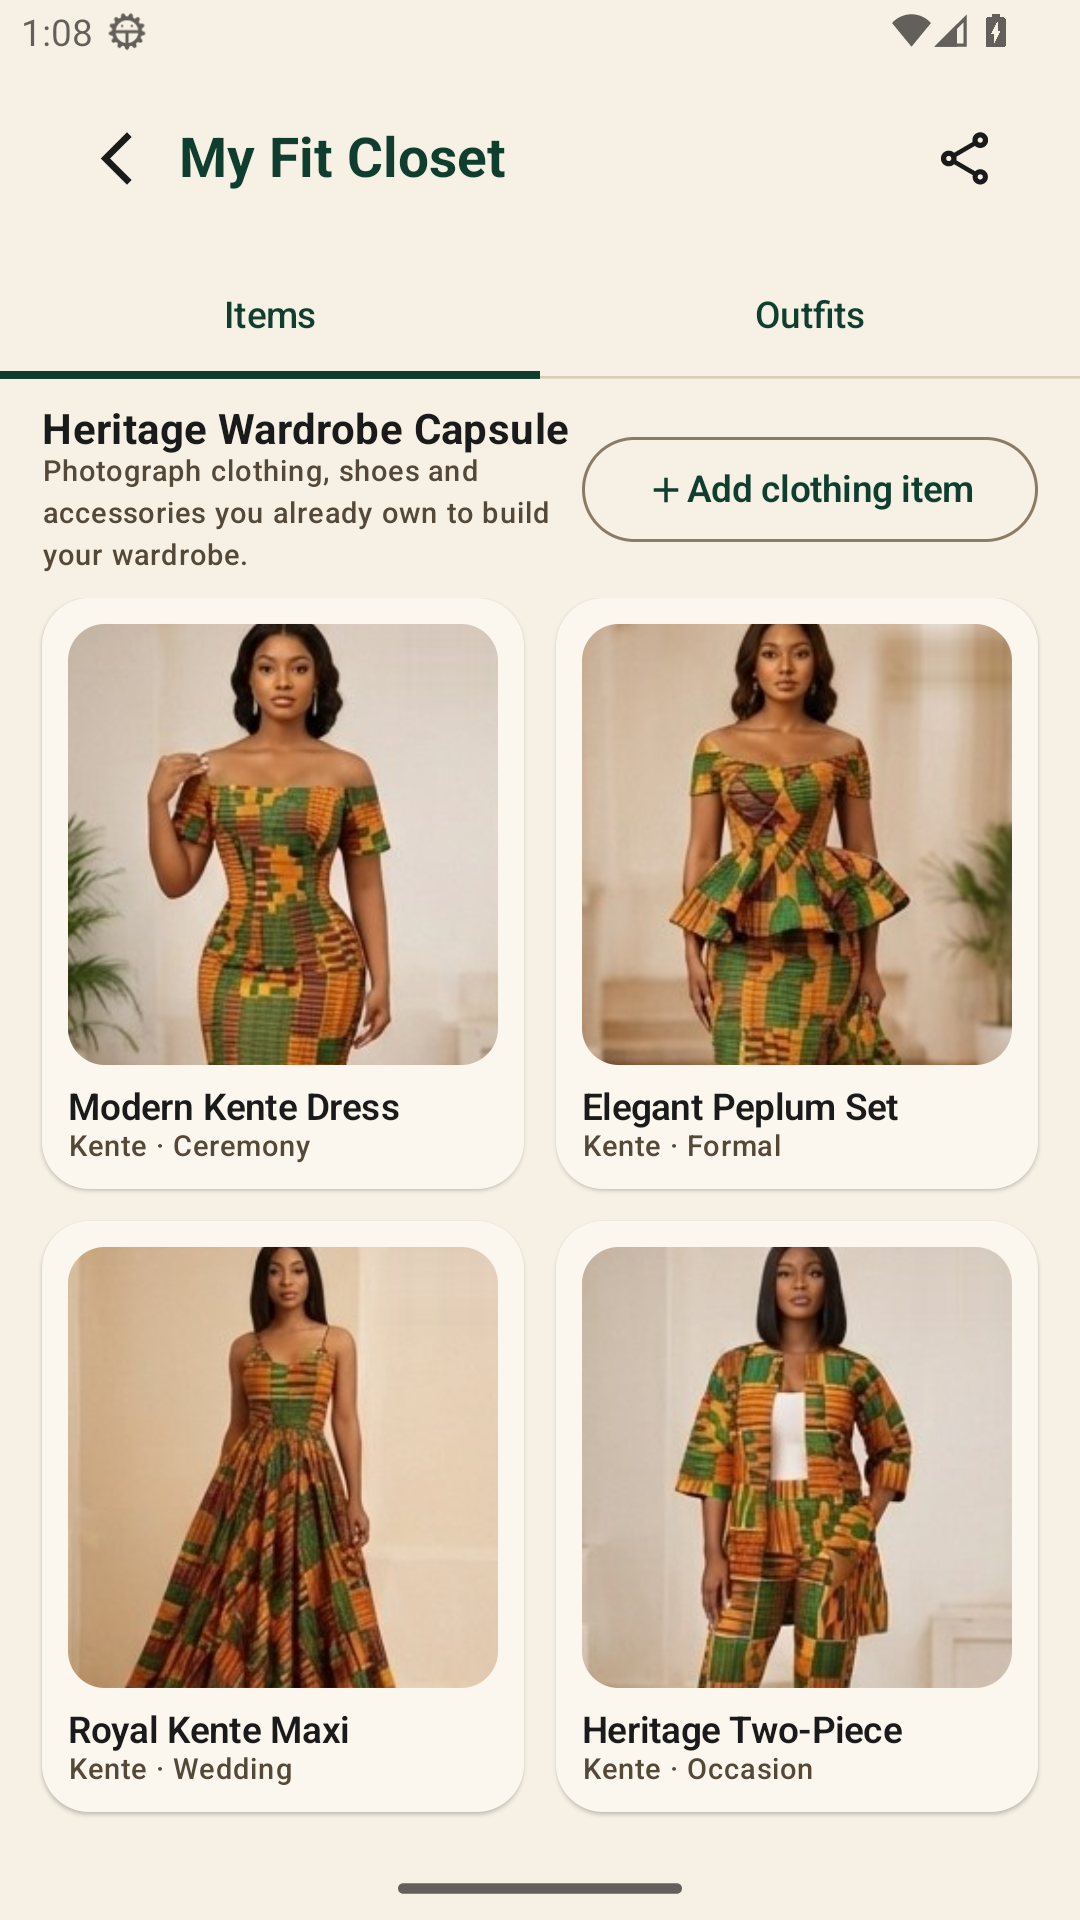 1:08
My Fit Closet
Items
Outfits
Heritage Wardrobe Capsule
Photograph clothing, shoes and
accessories you already own to build
your wardrobe.
+ Add clothing item
Modern Kente Dress
Kente · Ceremony
Elegant Peplum Set
Kente · Formal
Royal Kente Maxi
Kente · Wedding
Heritage Two-Piece
Kente · Occasion